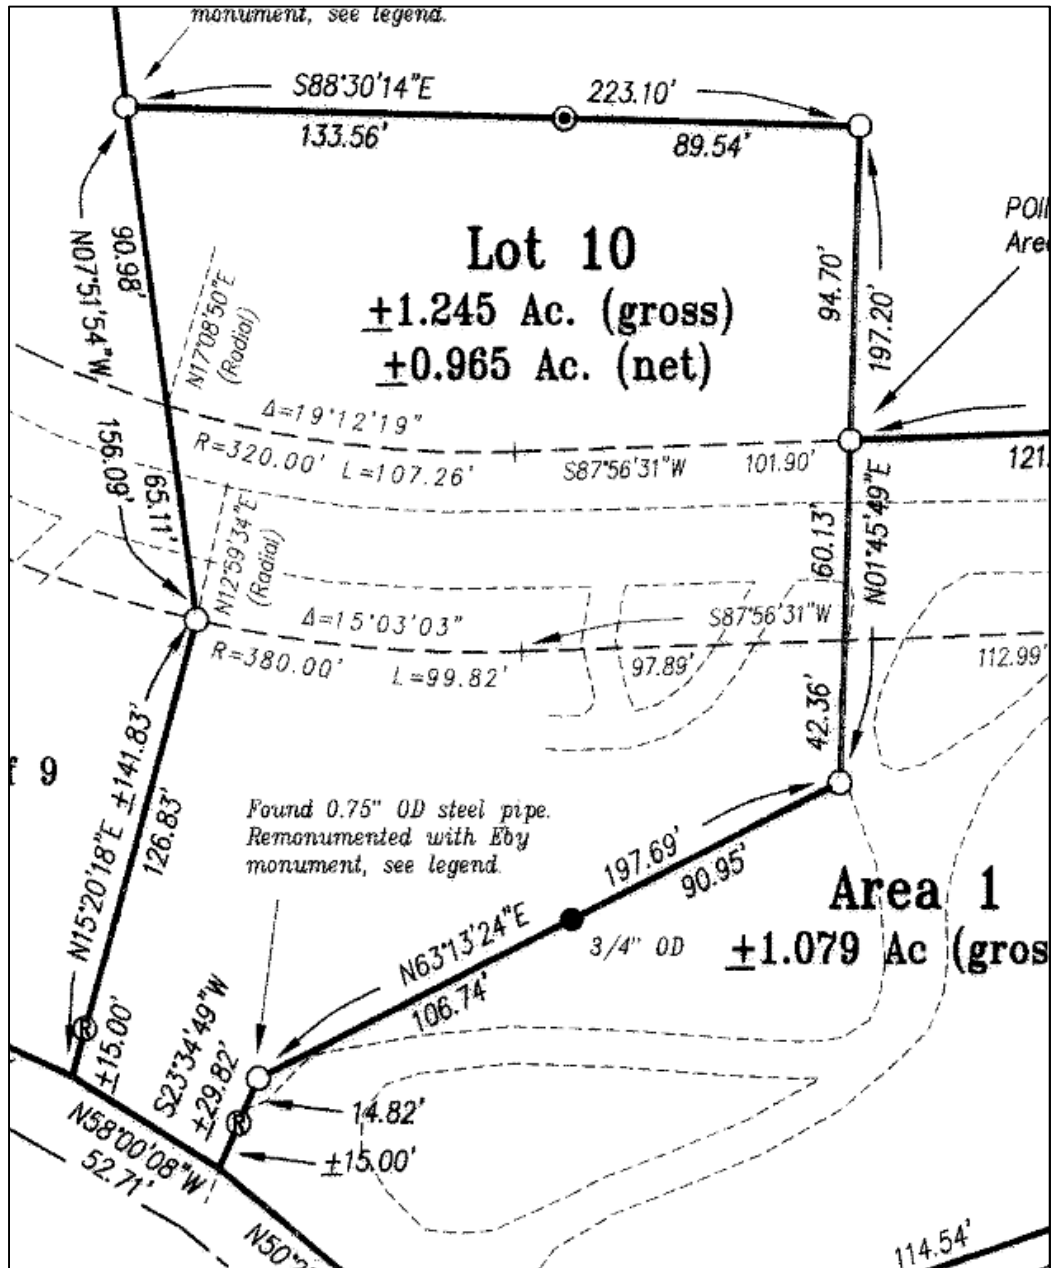 monument, see legend.
S88°30'14"E
223.10'
133.56'
89.54'
90.98'
N07°51'54"W
Lot 10
±1.245 Ac. (gross)
±0.965 Ac. (net)
94.70'
197.20'
POI
Are
N17°08'50"E
(Radial)
Δ=19°12'19"
R=320.00' L=107.26'
S87°56'31"W
101.90'
121.
156.09'
65.11'
N12°59'34"E
(Radial)
60.13'
N01°45'49"E
Δ=15°03'03"
R=380.00' L=99.82'
S87°56'31"W
97.89'
112.99'
42.36'
9
N15°20'18"E ±141.83'
126.83'
Found 0.75" OD steel pipe.
Remonumented with Eby
monument, see legend.
197.69'
90.95'
Area 1
±1.079 Ac (gros
N63°13'24"E
106.74'
3/4" OD
R
±15.00'
S23°34'49"W
±29.82'
14.82'
R
±15.00'
N58°00'08"W
52.71'
N50°
114.54'